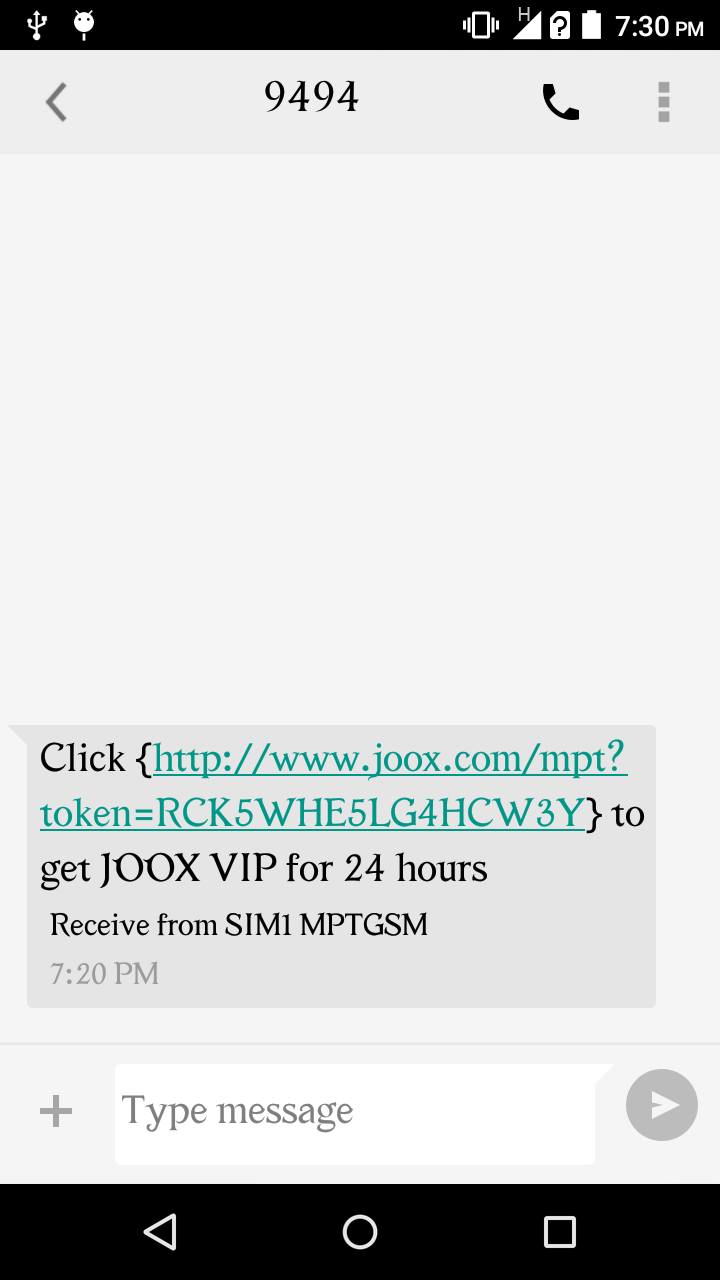 H
7:30 PM
9494
Click {http://www.joox.com/mpt?
token=RCK5WHE5LG4HCW3Y} to
get JOOX VIP for 24 hours
Receive from SIM1 MPTGSM
7:20 PM
Type message